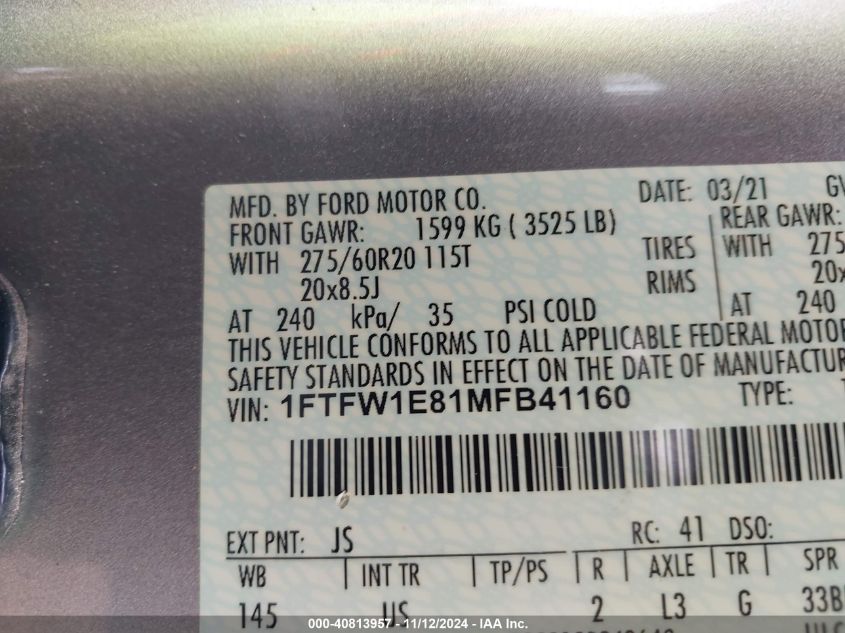 MFD. BY FORD MOTOR CO. DATE: 03/21
FRONT GAWR: 1599 KG ( 3525 LB) REAR GAWR:
WITH 275/60R20 115T TIRES WITH 275
20x8.5J RIMS 20x
AT 240 kPa/ 35 PSI COLD AT 240
THIS VEHICLE CONFORMS TO ALL APPLICABLE FEDERAL MOTOR
SAFETY STANDARDS IN EFFECT ON THE DATE OF MANUFACTUR
VIN: 1FTFW1E81MFB41160 TYPE:
EXT PNT: JS RC: 41 DSO:
WB INT TR TP/PS R AXLE TR SPR
145 US 2 L3 G 33B
000-40813957 - 11/12/2024 - IAA Inc.